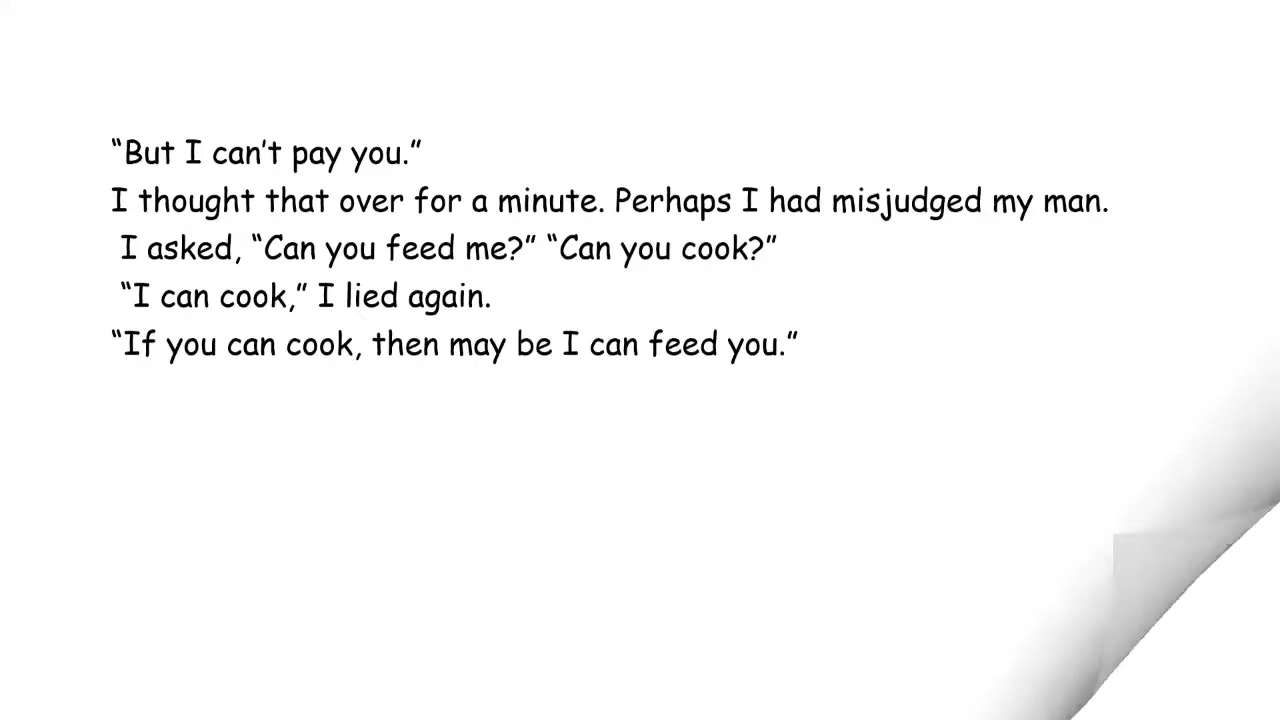 “But I can’t pay you.”
I thought that over for a minute. Perhaps I had misjudged my man.
I asked, “Can you feed me?” “Can you cook?”
“I can cook,” I lied again.
“If you can cook, then may be I can feed you.”